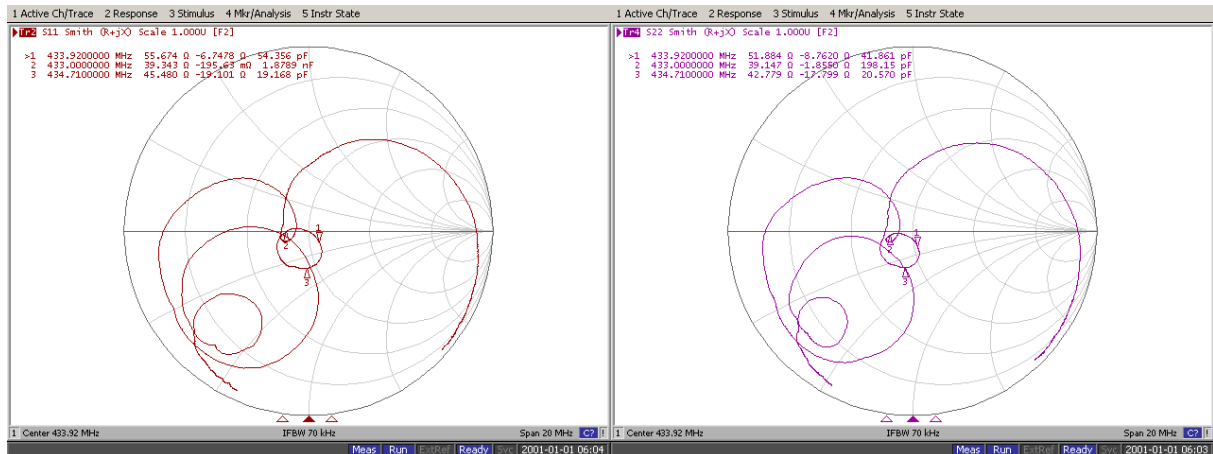 1 Active Ch/Trace 2 Response 3 Stimulus 4 Mkr/Analysis 5 Instr State
Tr2 S11 Smith (R+jX) Scale 1.000U [F2]
>1 433.9200000 MHz 55.674 Ω -6.7478 Ω 54.356 pF
2 433.0000000 MHz 39.343 Ω -195.63 mΩ 1.8789 nF
3 434.7100000 MHz 45.480 Ω -19.101 Ω 19.168 pF
1
2
3
1 Center 433.92 MHz IFBW 70 kHz Span 20 MHz C? !
Meas Run ExtRef Ready Svc 2001-01-01 06:04
1 Active Ch/Trace 2 Response 3 Stimulus 4 Mkr/Analysis 5 Instr State
Tr4 S22 Smith (R+jX) Scale 1.000U [F2]
>1 433.9200000 MHz 51.884 Ω -8.7620 Ω 41.861 pF
2 433.0000000 MHz 39.147 Ω -1.8550 Ω 198.15 pF
3 434.7100000 MHz 42.779 Ω -17.799 Ω 20.570 pF
1
2
3
1 Center 433.92 MHz IFBW 70 kHz Span 20 MHz C? !
Meas Run ExtRef Ready Svc 2001-01-01 06:03